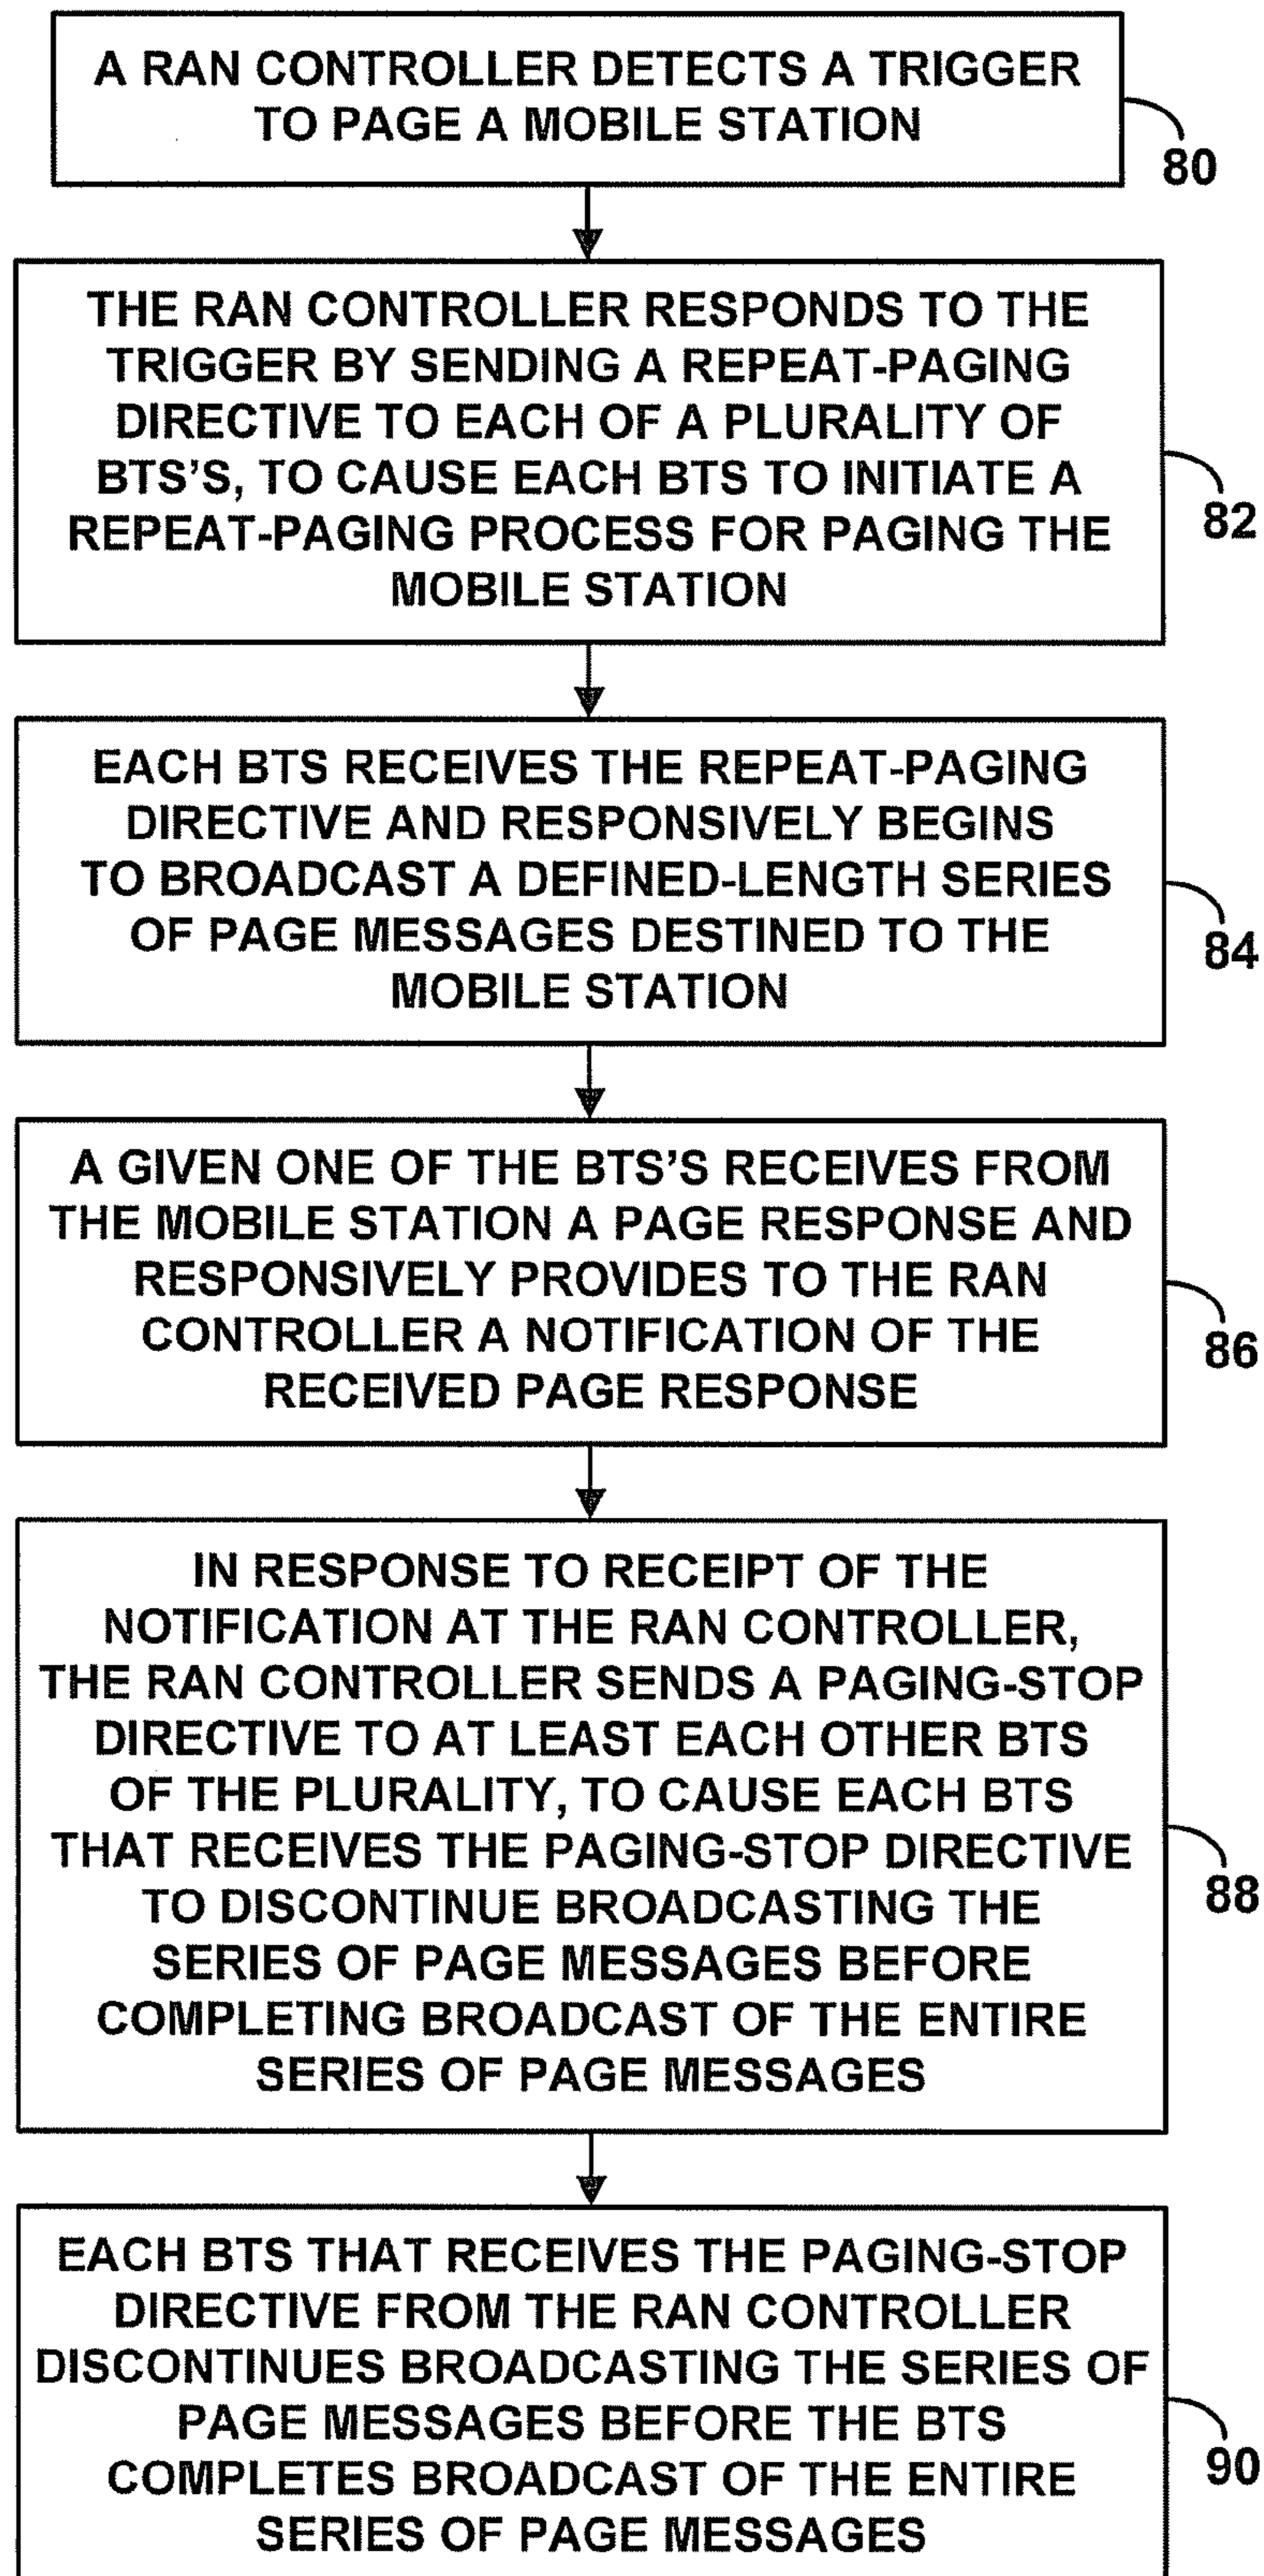 A RAN CONTROLLER DETECTS A TRIGGER
TO PAGE A MOBILE STATION
80
THE RAN CONTROLLER RESPONDS TO THE
TRIGGER BY SENDING A REPEAT-PAGING
DIRECTIVE TO EACH OF A PLURALITY OF
BTS'S, TO CAUSE EACH BTS TO INITIATE A
REPEAT-PAGING PROCESS FOR PAGING THE
MOBILE STATION
82
EACH BTS RECEIVES THE REPEAT-PAGING
DIRECTIVE AND RESPONSIVELY BEGINS
TO BROADCAST A DEFINED-LENGTH SERIES
OF PAGE MESSAGES DESTINED TO THE
MOBILE STATION
84
A GIVEN ONE OF THE BTS'S RECEIVES FROM
THE MOBILE STATION A PAGE RESPONSE AND
RESPONSIVELY PROVIDES TO THE RAN
CONTROLLER A NOTIFICATION OF THE
RECEIVED PAGE RESPONSE
86
IN RESPONSE TO RECEIPT OF THE
NOTIFICATION AT THE RAN CONTROLLER,
THE RAN CONTROLLER SENDS A PAGING-STOP
DIRECTIVE TO AT LEAST EACH OTHER BTS
OF THE PLURALITY, TO CAUSE EACH BTS
THAT RECEIVES THE PAGING-STOP DIRECTIVE
TO DISCONTINUE BROADCASTING THE
SERIES OF PAGE MESSAGES BEFORE
COMPLETING BROADCAST OF THE ENTIRE
SERIES OF PAGE MESSAGES
88
EACH BTS THAT RECEIVES THE PAGING-STOP
DIRECTIVE FROM THE RAN CONTROLLER
DISCONTINUES BROADCASTING THE SERIES OF
PAGE MESSAGES BEFORE THE BTS
COMPLETES BROADCAST OF THE ENTIRE
SERIES OF PAGE MESSAGES
90